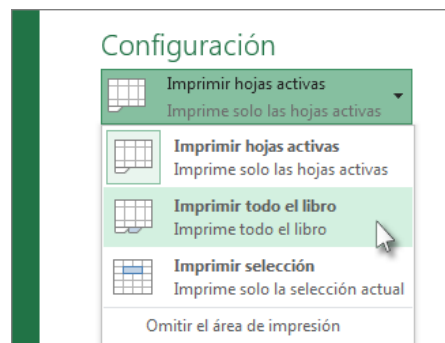 Configuración
Imprimir hojas activas
Imprime solo las hojas activas
Imprimir hojas activas
Imprime solo las hojas activas
Imprimir todo el libro
Imprime todo el libro
Imprimir selección
Imprime solo la selección actual
Omitir el área de impresión